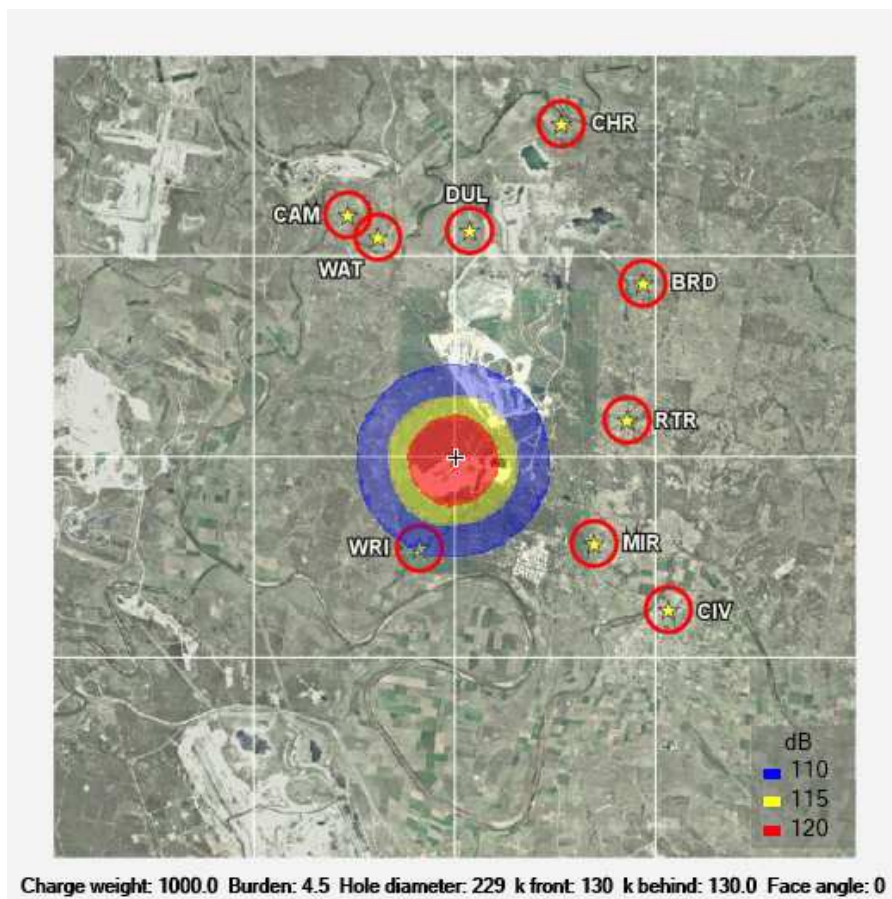 CHR
DUL
CAM
WAT
BRD
RTR
WRI
MIR
CIV
dB
110
115
120
Charge weight: 1000.0 Burden: 4.5 Hole diameter: 229 k front: 130 k behind: 130.0 Face angle: 0